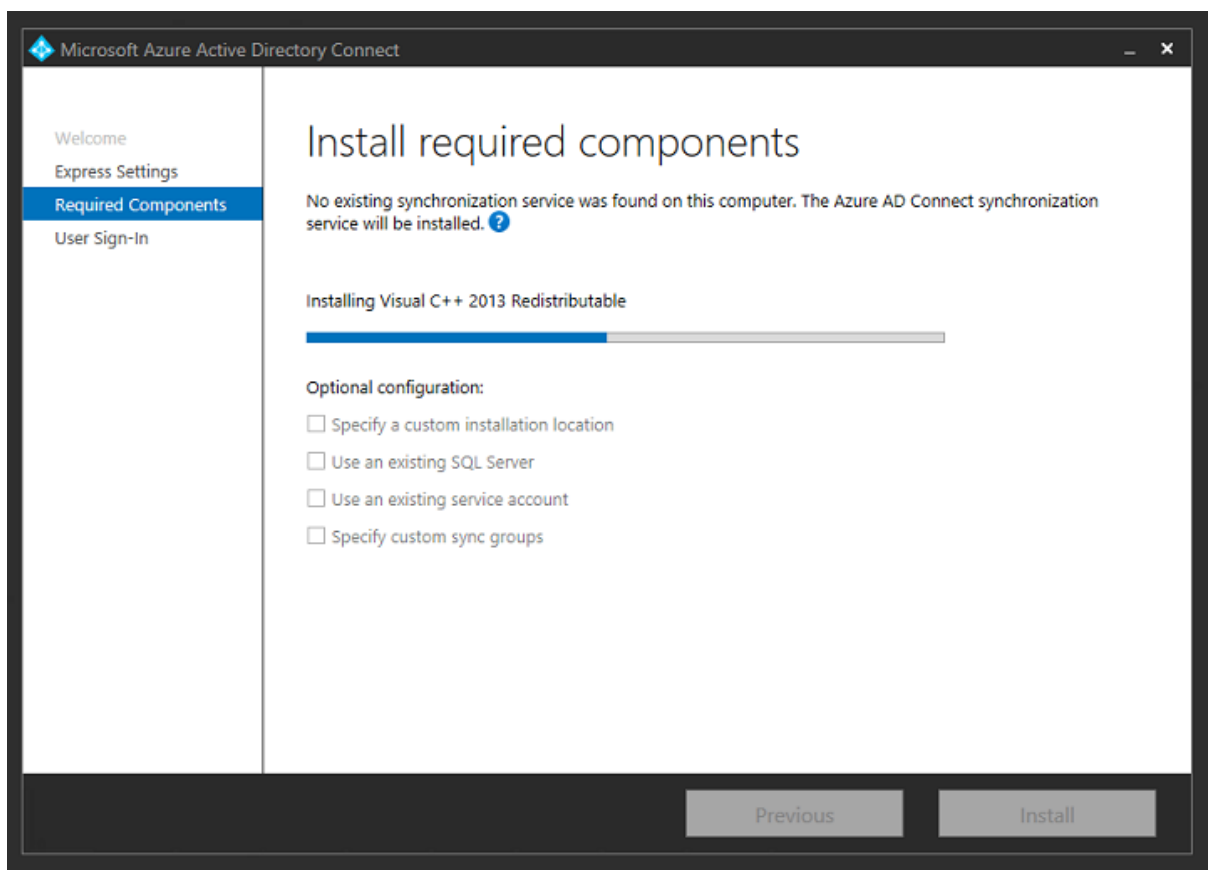 Microsoft Azure Active Directory Connect
Welcome
Express Settings
Required Components
User Sign-In
Install required components
No existing synchronization service was found on this computer. The Azure AD Connect synchronization
service will be installed. ?
Installing Visual C++ 2013 Redistributable
Optional configuration:
Specify a custom installation location
Use an existing SQL Server
Use an existing service account
Specify custom sync groups
Previous
Install